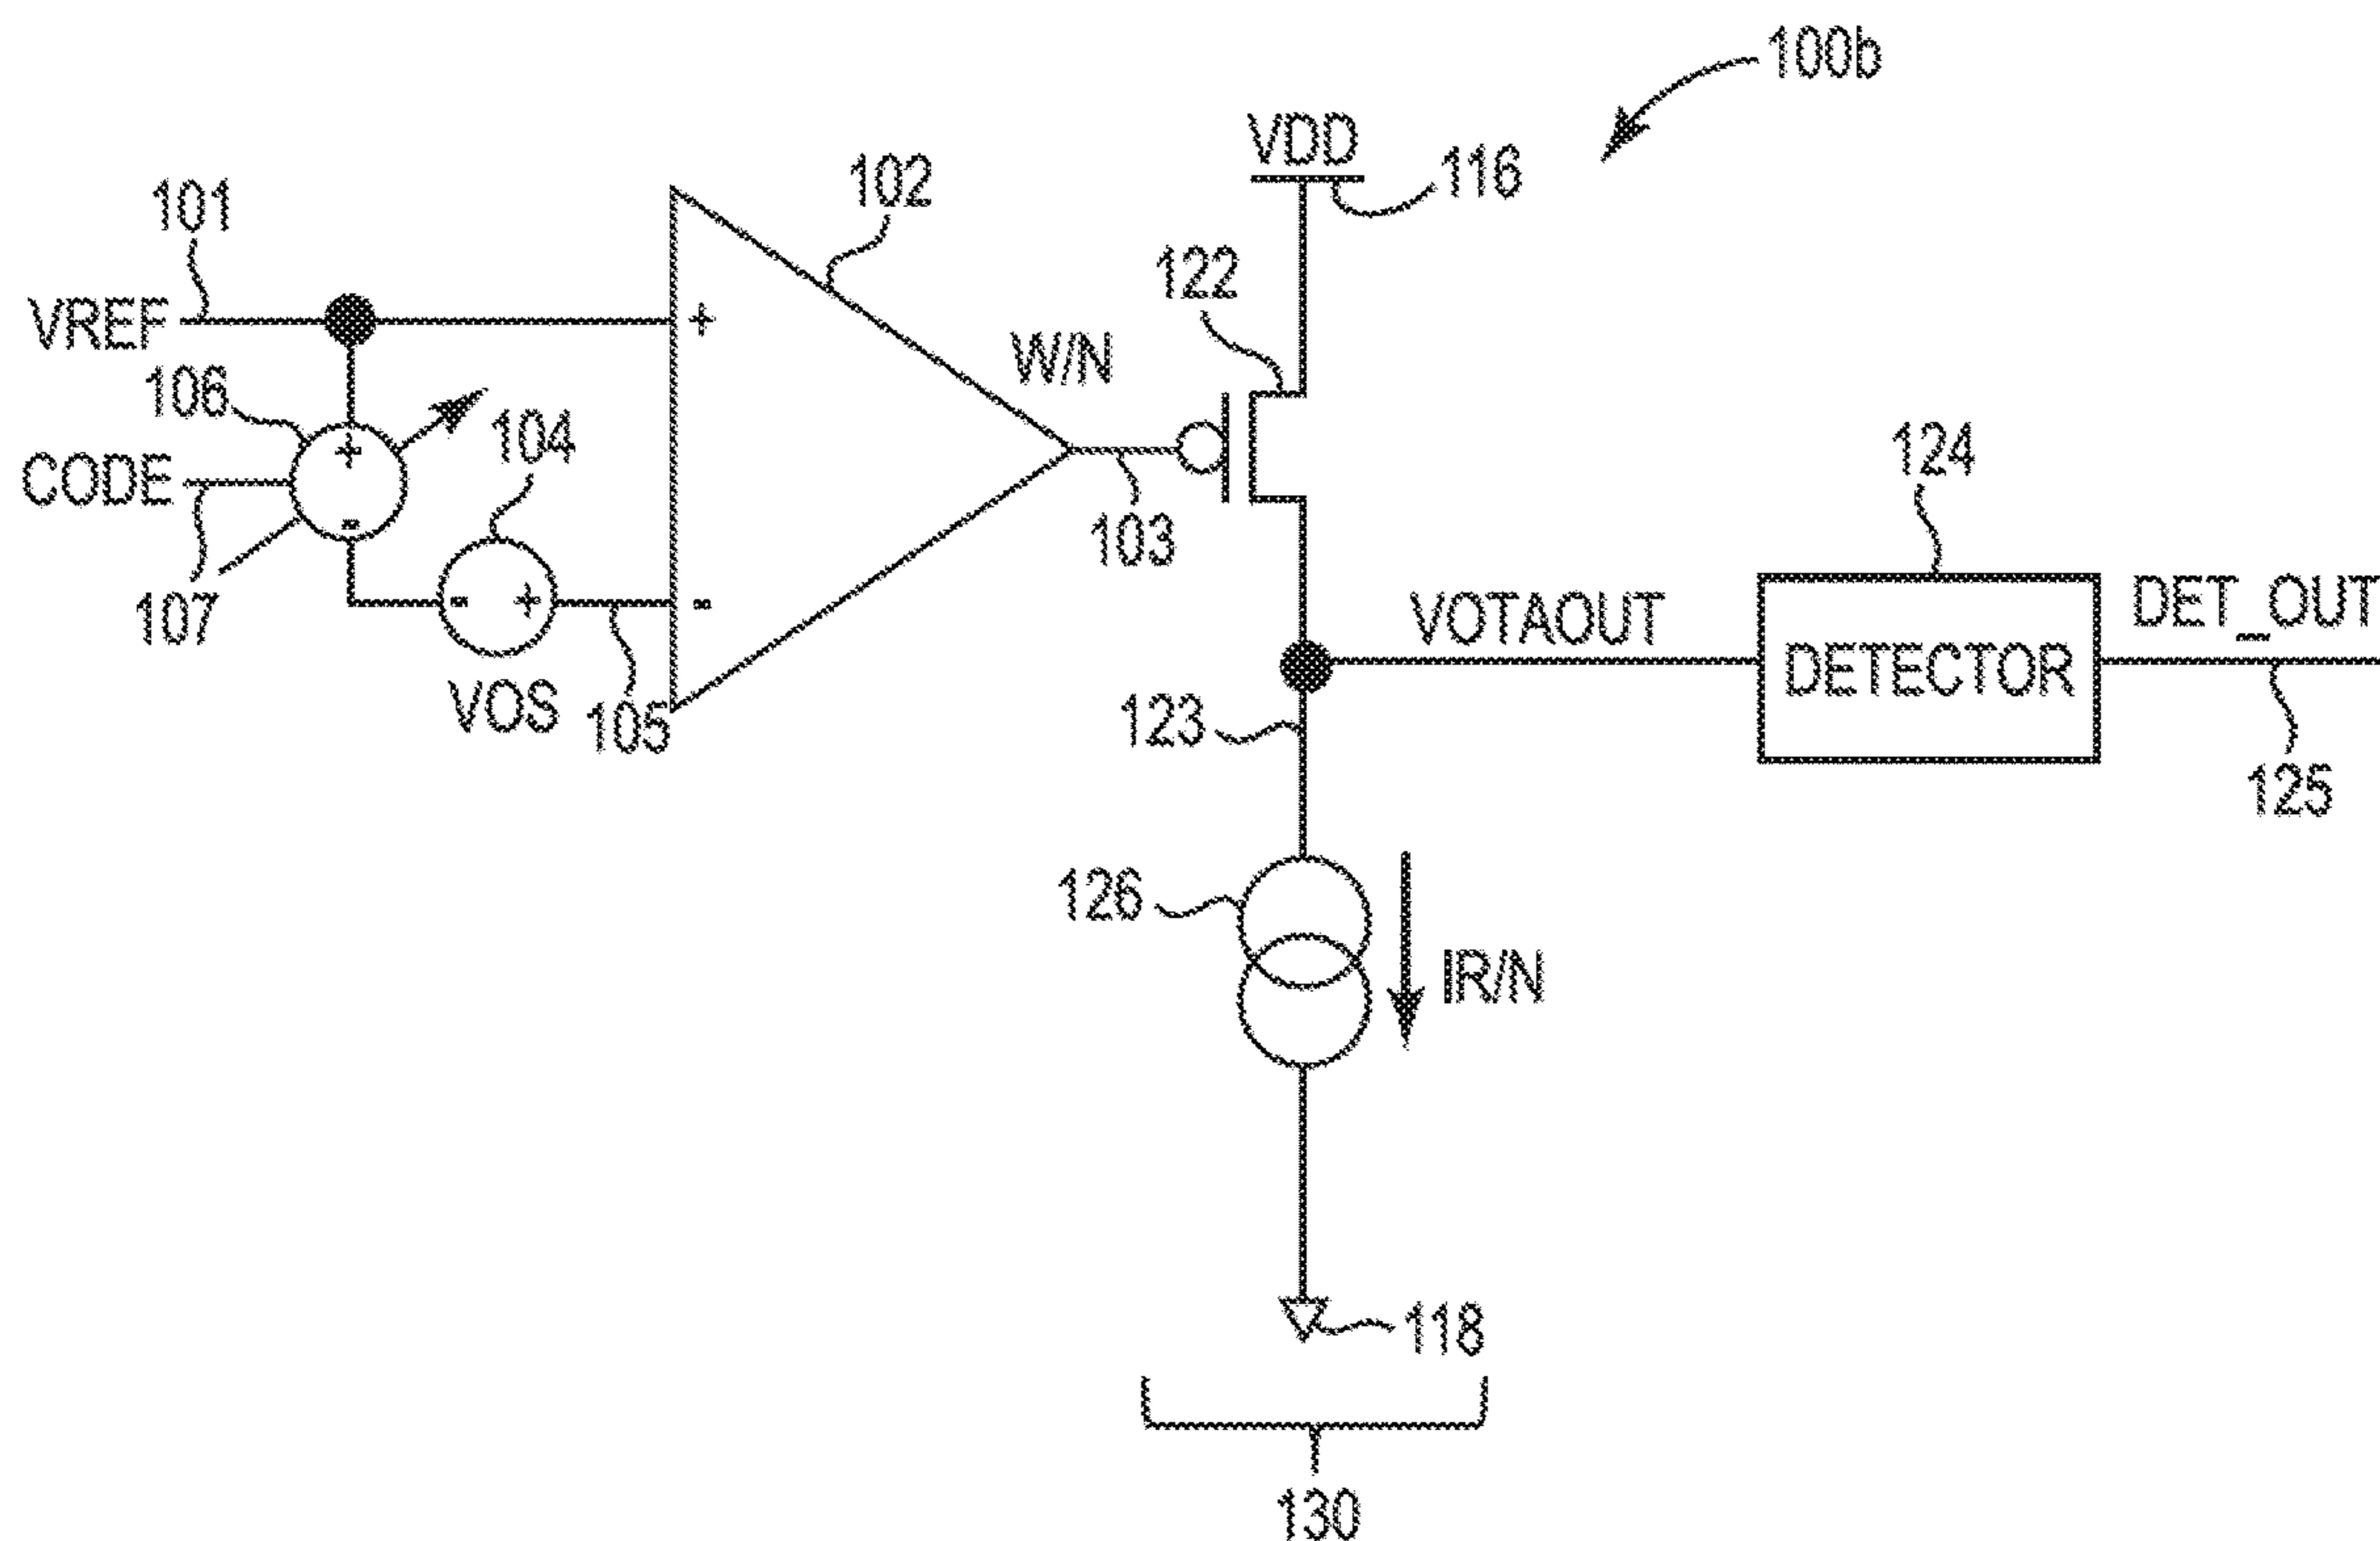 100b
VDD
116
102
101
VREF
122
W/N
106
104
CODE
103
107
VOS
105
+
-
+
-
-
+
124
VOTAOUT
DETECTOR
DET_OUT
123
125
126
IR/N
118
130